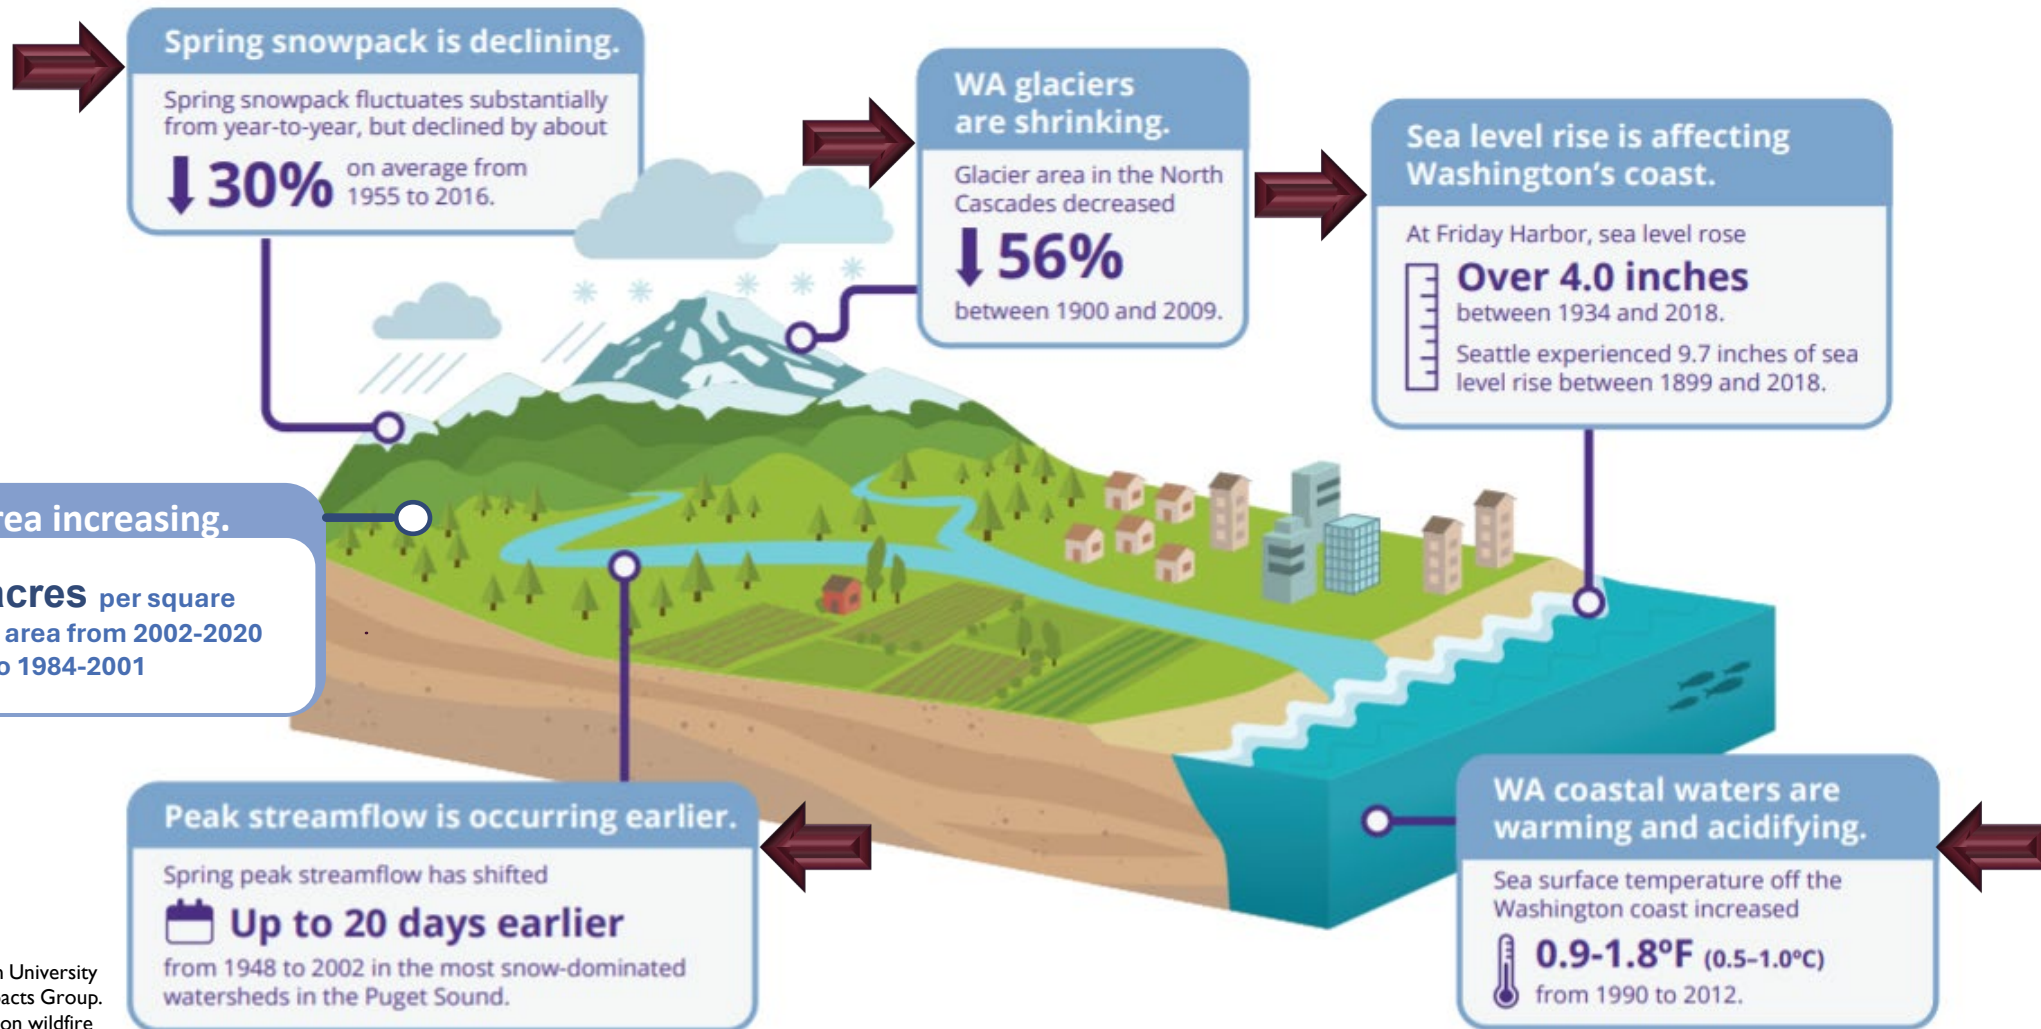 Spring snowpack is declining.
Spring snowpack fluctuates substantially
from year-to-year, but declined by about
30% on average from
1955 to 2016.
WA glaciers
are shrinking.
Glacier area in the North
Cascades decreased
56%
between 1900 and 2009.
Sea level rise is affecting
Washington's coast.
At Friday Harbor, sea level rose
Over 4.0 inches
between 1934 and 2018.
Seattle experienced 9.7 inches of sea
level rise between 1899 and 2018.
increasing.
acres per square
area from 2002-2020
1984-2001
Peak streamflow is occurring earlier.
Spring peak streamflow has shifted
Up to 20 days earlier
from 1948 to 2002 in the most snow-dominated
watersheds in the Puget Sound.
WA coastal waters are
warming and acidifying.
Sea surface temperature off the
Washington coast increased
0.9-1.8ºF (0.5–1.0ºC)
from 1990 to 2012.
University
Group.
on wildfire